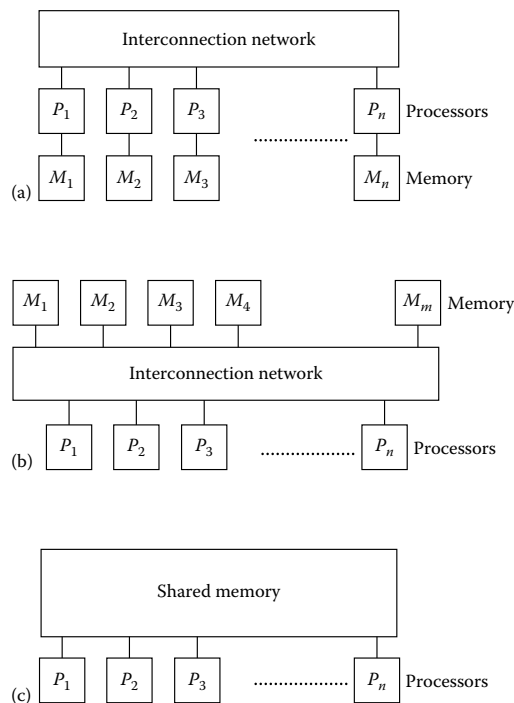 Interconnection network
P1 P2 P3 Pn Processors
M1 M2 M3 Mn Memory
(a)
M1 M2 M3 M4 Mm Memory
Interconnection network
P1 P2 P3 Pn Processors
(b)
Shared memory
P1 P2 P3 Pn Processors
(c)